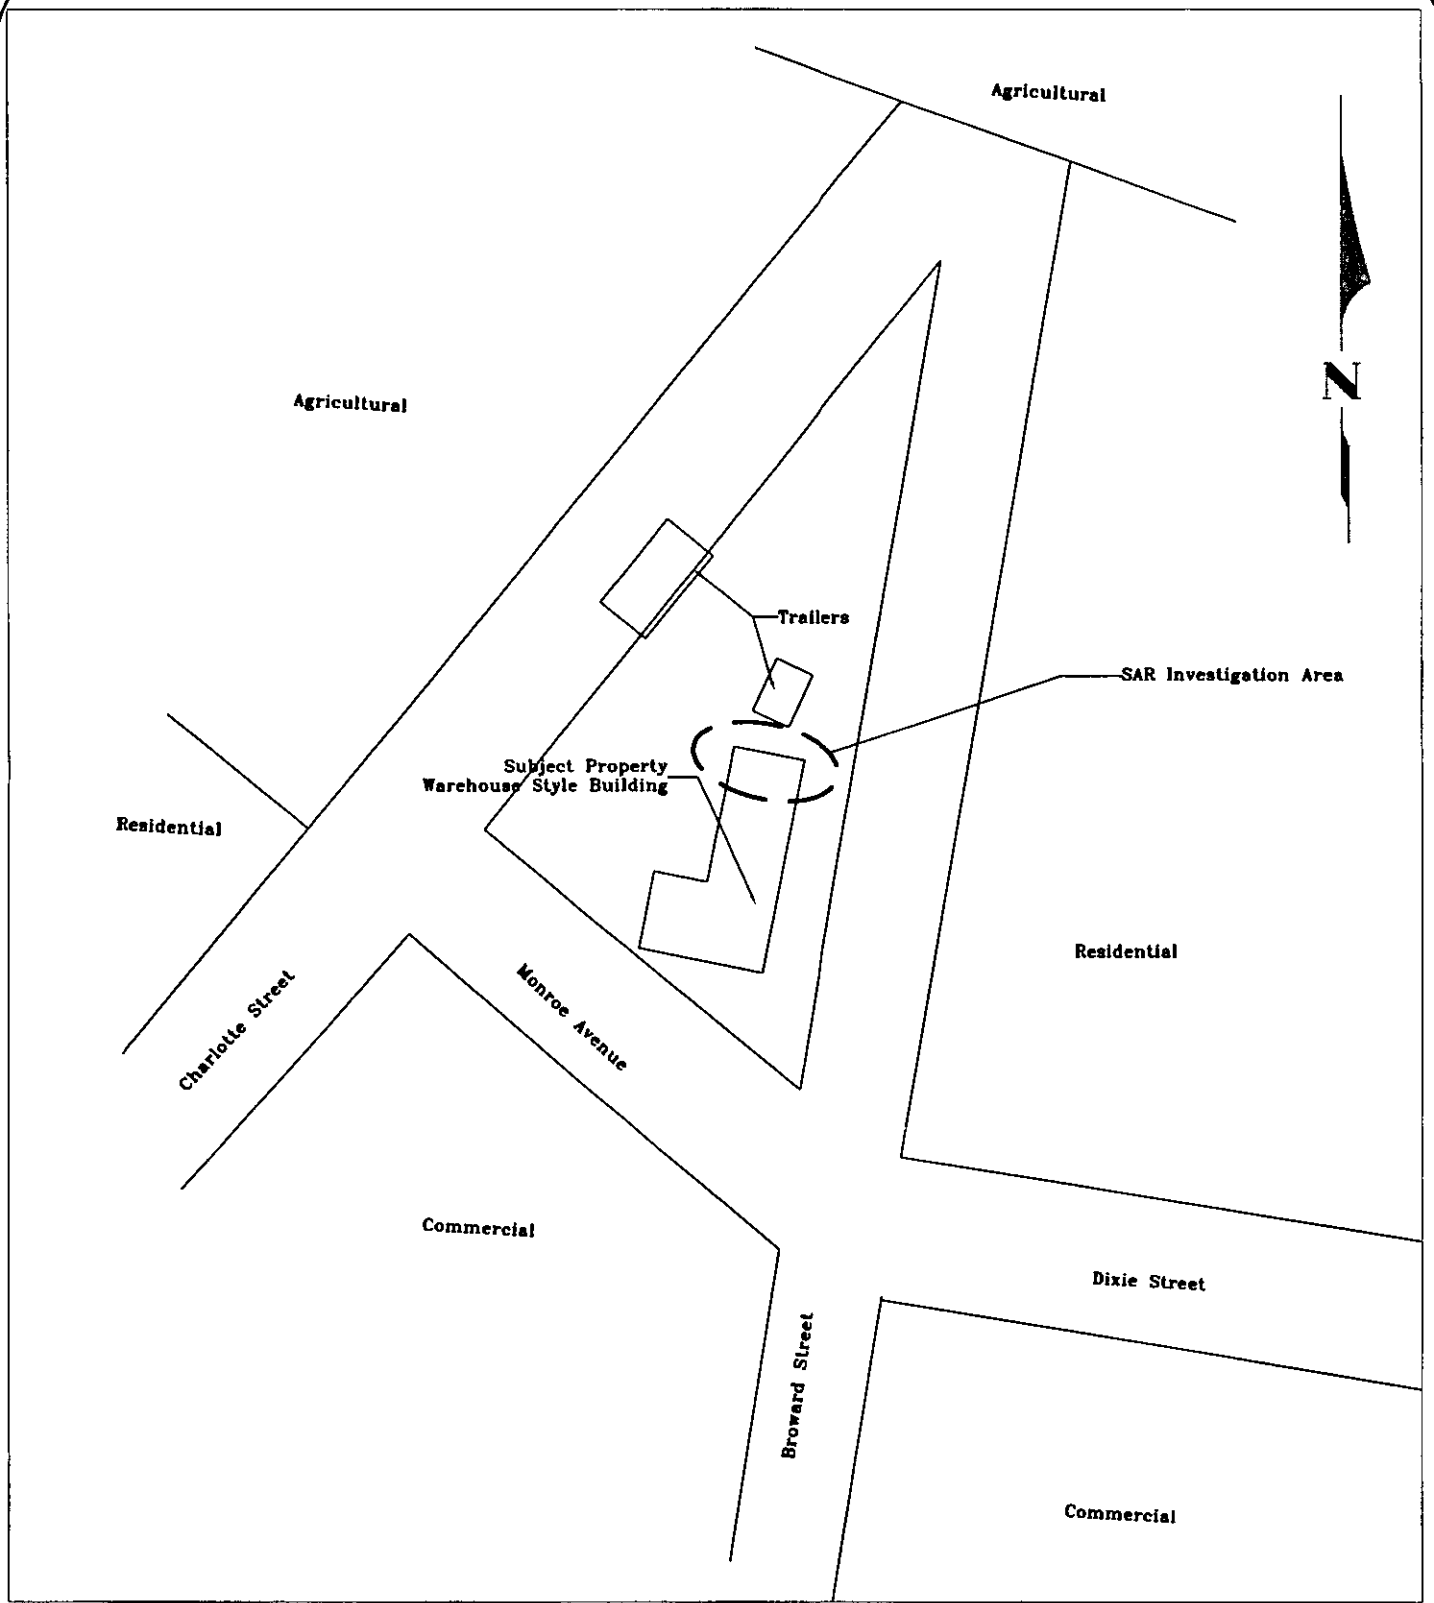 Agricultural
N
Agricultural
Trailers
SAR Investigation Area
Subject Property
Warehouse Style Building
Residential
Residential
Charlotte Street
Monroe Avenue
Commercial
Dixie Street
Broward Street
Commercial